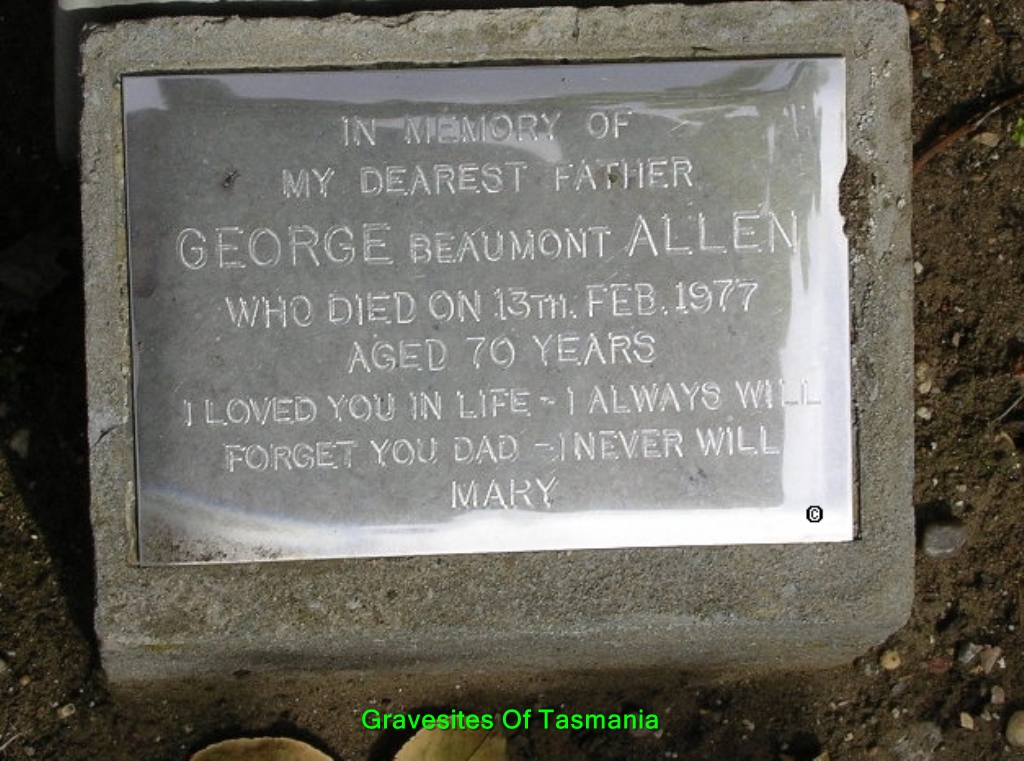 IN MEMORY OF
MY DEAREST FATHER
GEORGE BEAUMONT ALLEN
WHO DIED ON 13TH. FEB. 1977
AGED 70 YEARS
I LOVED YOU IN LIFE - I ALWAYS WILL
FORGET YOU DAD - I NEVER WILL
MARY
©
Gravesites Of Tasmania